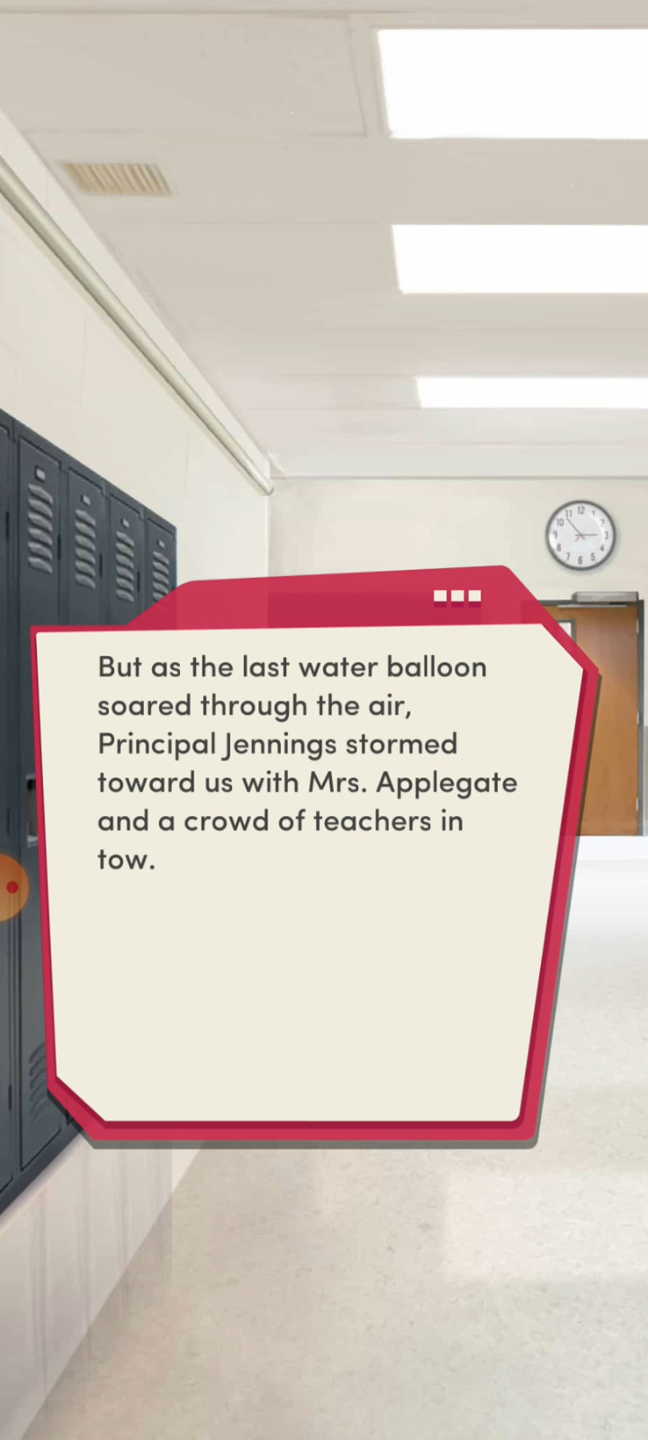 But as the last water balloon
soared through the air,
Principal Jennings stormed
toward us with Mrs. Applegate
and a crowd of teachers in
tow.